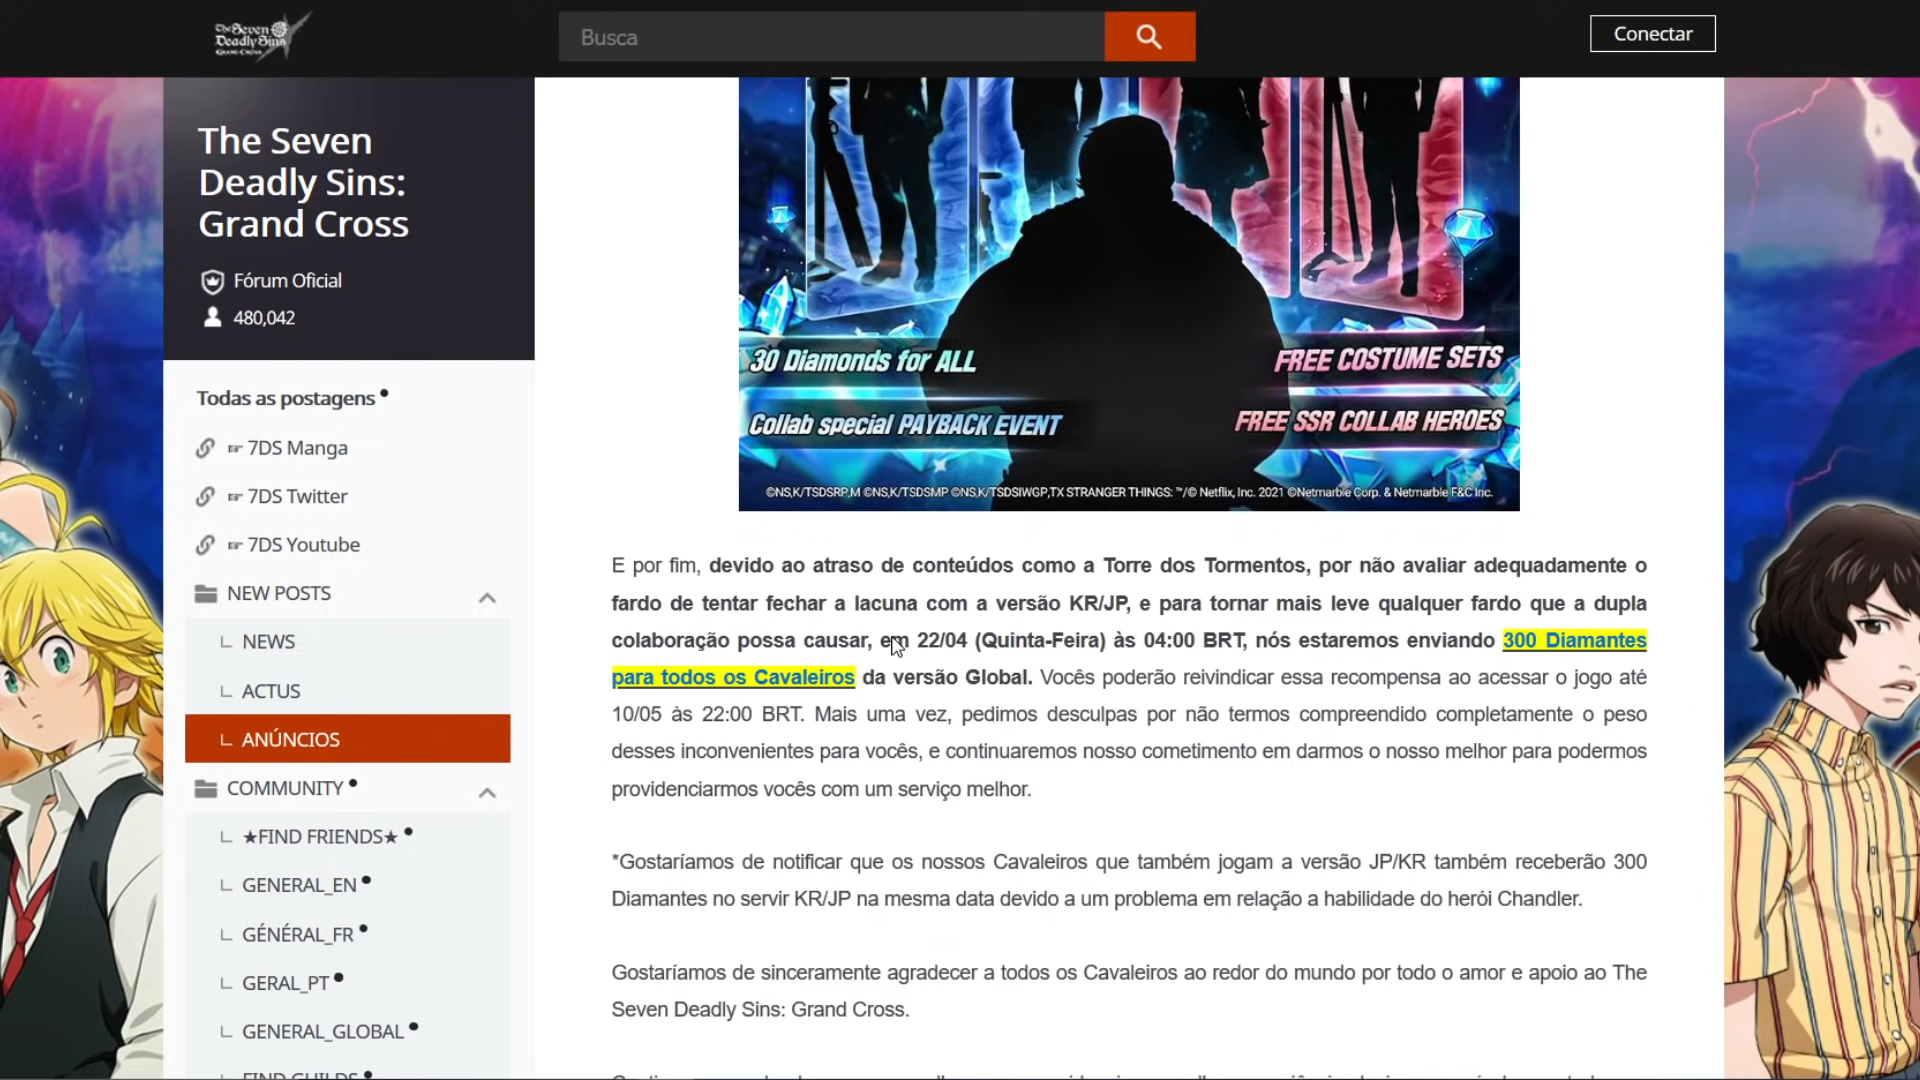 The Seven
Deadly Sins
GRAND CROSS
Busca
Conectar
The Seven
Deadly Sins:
Grand Cross
Fórum Oficial
480,042
Todas as postagens
☞ 7DS Manga
☞ 7DS Twitter
☞ 7DS Youtube
NEW POSTS
NEWS
ACTUS
ANÚNCIOS
COMMUNITY
★FIND FRIENDS★
GENERAL_EN
GÉNÉRAL_FR
GERAL_PT
GENERAL_GLOBAL
FIND GUILDS
30 Diamonds for ALL
FREE COSTUME SETS
Collab special PAYBACK EVENT
FREE SSR COLLAB HEROES
©NS,K/TSDSRP,M ©NS,K/TSDSMP ©NS,K/TSDSIWGP,TX STRANGER THINGS: ™/© Netflix, Inc. 2021 ©Netmarble Corp. & Netmarble F&C Inc.
E por fim, devido ao atraso de conteúdos como a Torre dos Tormentos, por não avaliar adequadamente o
fardo de tentar fechar a lacuna com a versão KR/JP, e para tornar mais leve qualquer fardo que a dupla
colaboração possa causar, em 22/04 (Quinta-Feira) às 04:00 BRT, nós estaremos enviando 300 Diamantes
para todos os Cavaleiros da versão Global. Vocês poderão reivindicar essa recompensa ao acessar o jogo até
10/05 às 22:00 BRT. Mais uma vez, pedimos desculpas por não termos compreendido completamente o peso
desses inconvenientes para vocês, e continuaremos nosso cometimento em darmos o nosso melhor para podermos
providenciarmos vocês com um serviço melhor.
*Gostaríamos de notificar que os nossos Cavaleiros que também jogam a versão JP/KR também receberão 300
Diamantes no servir KR/JP na mesma data devido a um problema em relação a habilidade do herói Chandler.
Gostaríamos de sinceramente agradecer a todos os Cavaleiros ao redor do mundo por todo o amor e apoio ao The
Seven Deadly Sins: Grand Cross.